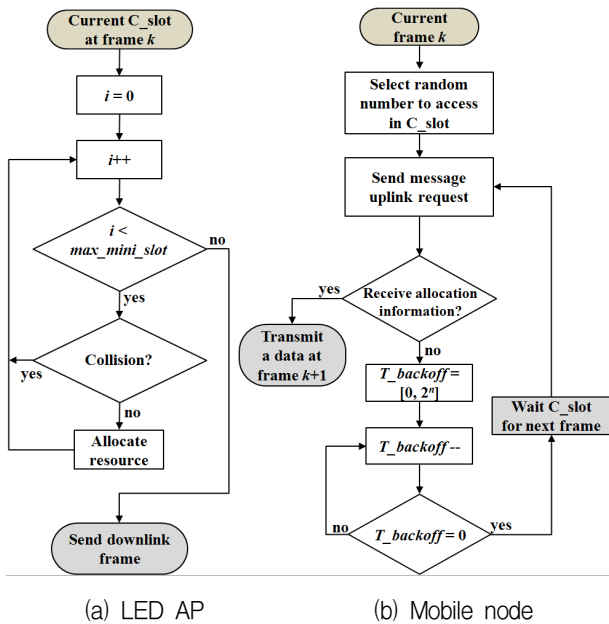 Current C_slot
at frame k
i = 0
i++
i <
max_mini_slot
no
yes
Collision?
yes
no
Allocate
resource
Send downlink
frame
(a) LED AP
Current
frame k
Select random
number to access
in C_slot
Send message
uplink request
Receive allocation
information?
yes
Transmit
a data at
frame k+1
no
T_backoff =
[0, 2ⁿ]
T_backoff --
T_backoff = 0
no
yes
Wait C_slot
for next frame
(b) Mobile node